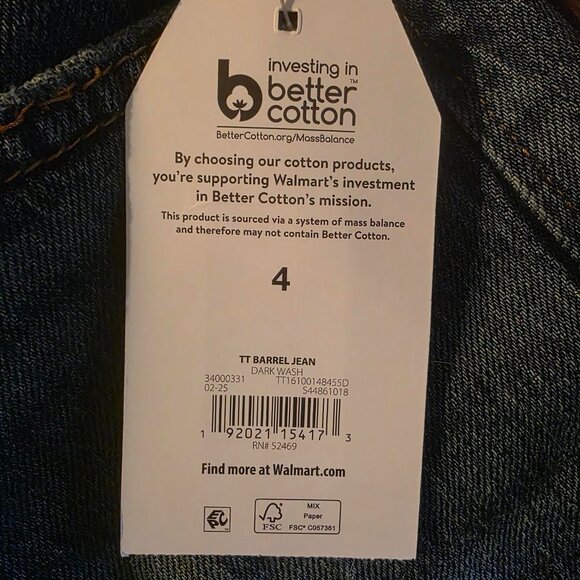 investing in
better™
cotton
BetterCotton.org/MassBalance
By choosing our cotton products,
you're supporting Walmart's investment
in Better Cotton's mission.
This product is sourced via a system of mass balance
and therefore may not contain Better Cotton.
4
TT BARREL JEAN
DARK WASH
34000331 TT16100148455D
02-25 S44861018
1 92021 15417 3
RN# 52469
Find more at Walmart.com
EPC
FSC
MIX
Paper
FSC® C057361